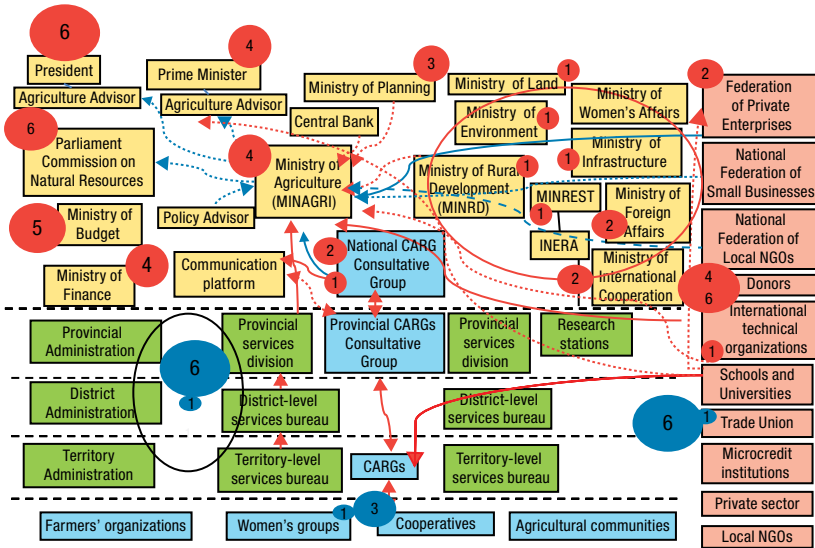 6
President
Agriculture Advisor
4
Prime Minister
Agriculture Advisor
3
Ministry of Planning
Central Bank
1
Ministry of Land
Ministry of
Environment
1
Ministry of
Women's Affairs
Ministry of
Infrastructure
1
2
Federation
of Private
Enterprises
6
Parliament
Commission on
Natural Resources
4
Ministry of
Agriculture
(MINAGRI)
Policy Advisor
Ministry of Rural
Development
(MINRD)
1
MINREST
1
INERA
Ministry of
Foreign
Affairs
2
National
Federation of
Small Businesses
5
Ministry of
Budget
4
Ministry of
Finance
Communication
platform
2
1
National CARG
Consultative
Group
2
Ministry of
International
Cooperation
National
Federation of
Local NGOs
4
6
Donors
Provincial
Administration
Provincial
services
division
Provincial CARGs
Consultative
Group
Provincial
services
division
Research
stations
International
technical
organizations
1
6
1
District
Administration
District-level
services bureau
District-level
services bureau
Schools and
Universities
6
1
Trade Union
Territory
Administration
Territory-level
services bureau
CARGs
Territory-level
services bureau
Microcredit
institutions
Private sector
Farmers' organizations
Women's groups
1
3
Cooperatives
Agricultural communities
Local NGOs